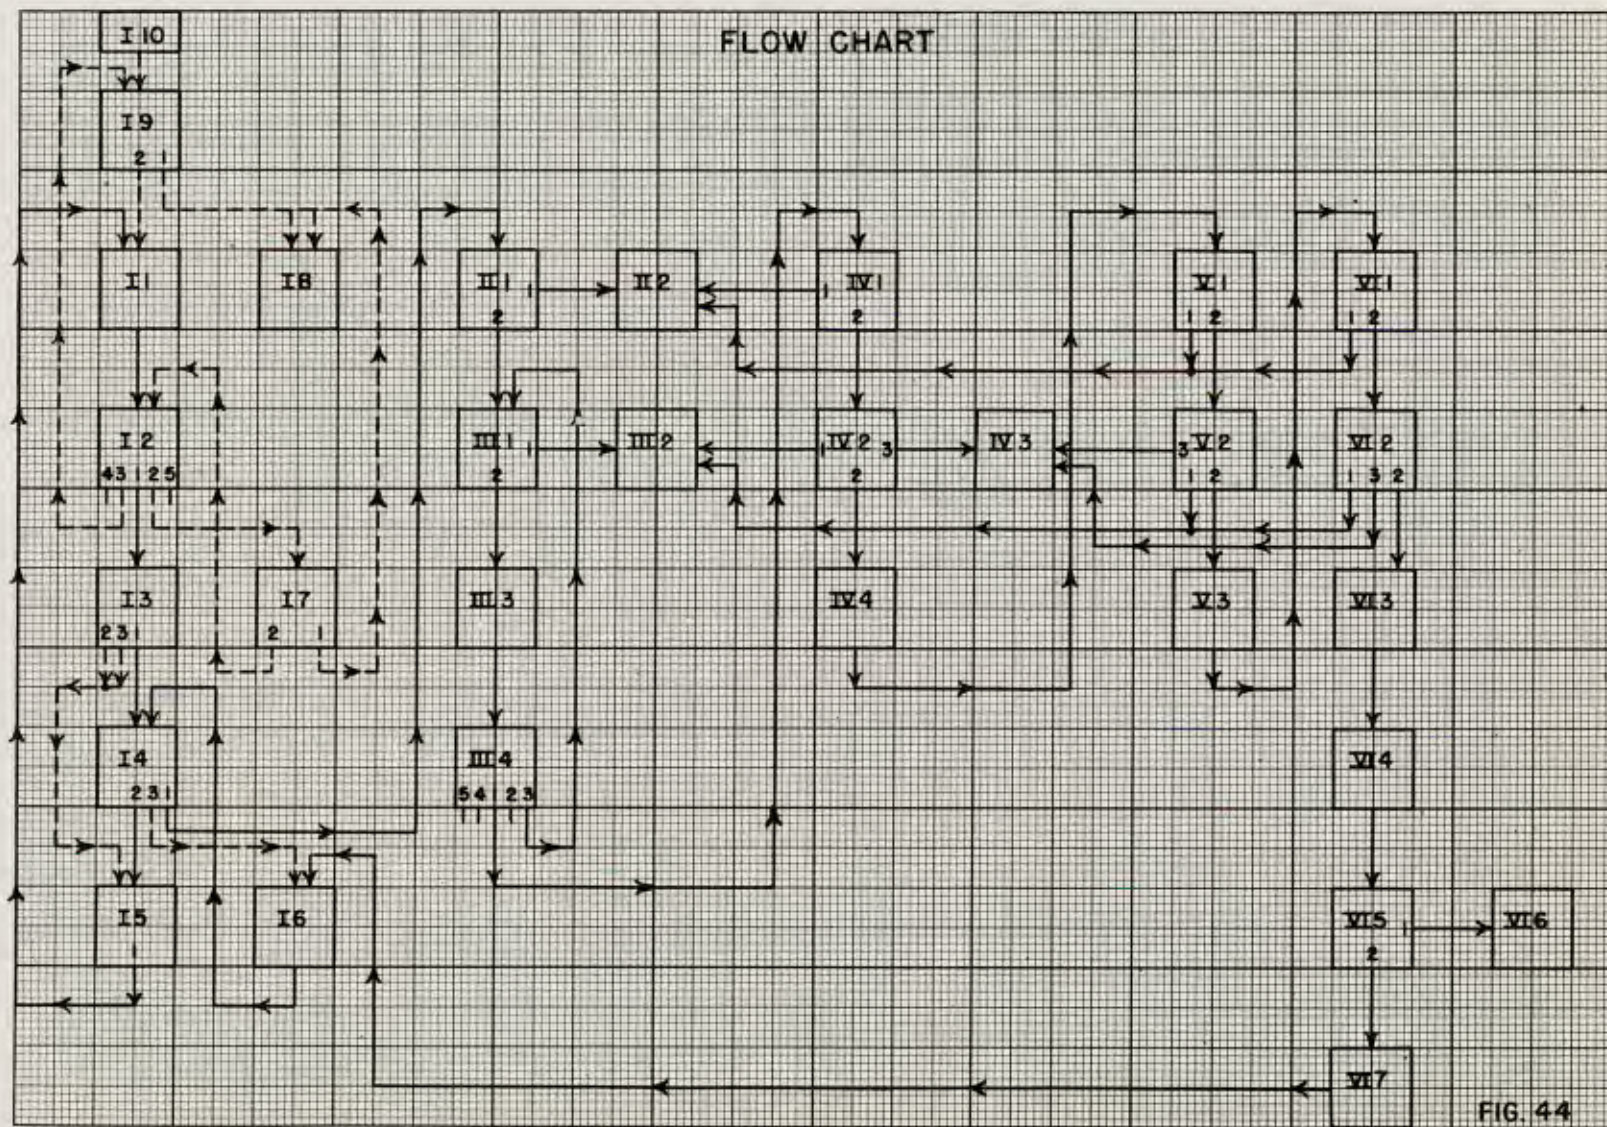 FLOW CHART
I 10
I 9
2 1
I 1
I 8
II 1
1
2
II 2
IV 1
1
2
V 1
1 2
VI 1
1 2
I 2
4 3 1 2 5
III 1
1
2
III 2
IV 2
1
3
2
IV 3
V 2
3
1 2
VI 2
1 3 2
I 3
2 3 1
I 7
2 1
III 3
IV 4
V 3
VI 3
I 4
2 3 1
III 4
5 4 1 2 3
VI 4
I 5
1
I 6
VI 5
1
2
VI 6
VI 7
FIG. 44